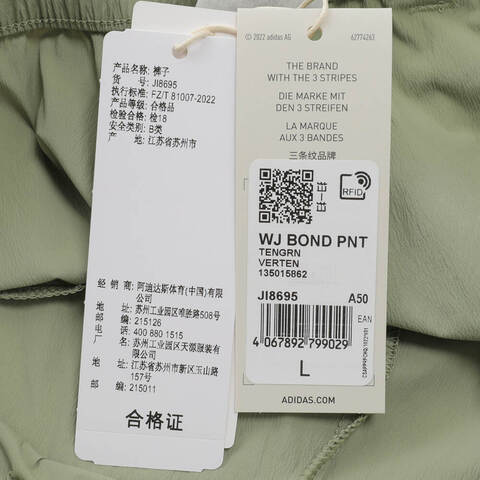 产品名称: 裤子
货 号: JI8695
执行标准: FZ/T 81007-2022
产品等级: 合格品
检验合格: 检18
安全类别: B类
产 地: 江苏省苏州市
经 销 商: 阿迪达斯体育(中国)有限公司
地 址: 苏州工业园区唯胜路508号
邮 编: 215126
电 话: 400 880 1515
厂 名: 苏州工业园区天源服装有限公司
地 址: 江苏省苏州市新区玉山路157号
邮 编: 215011
合格证
© 2022 adidas AG 62774263
THE BRAND
WITH THE 3 STRIPES
DIE MARKE MIT
DEN 3 STREIFEN
LA MARQUE
AUX 3 BANDES
三条纹品牌
RFID
WJ BOND PNT
TENGRN
VERTEN
135015862
JI8695 A50
EAN
4 067892 799029
L
ADIDAS.COM